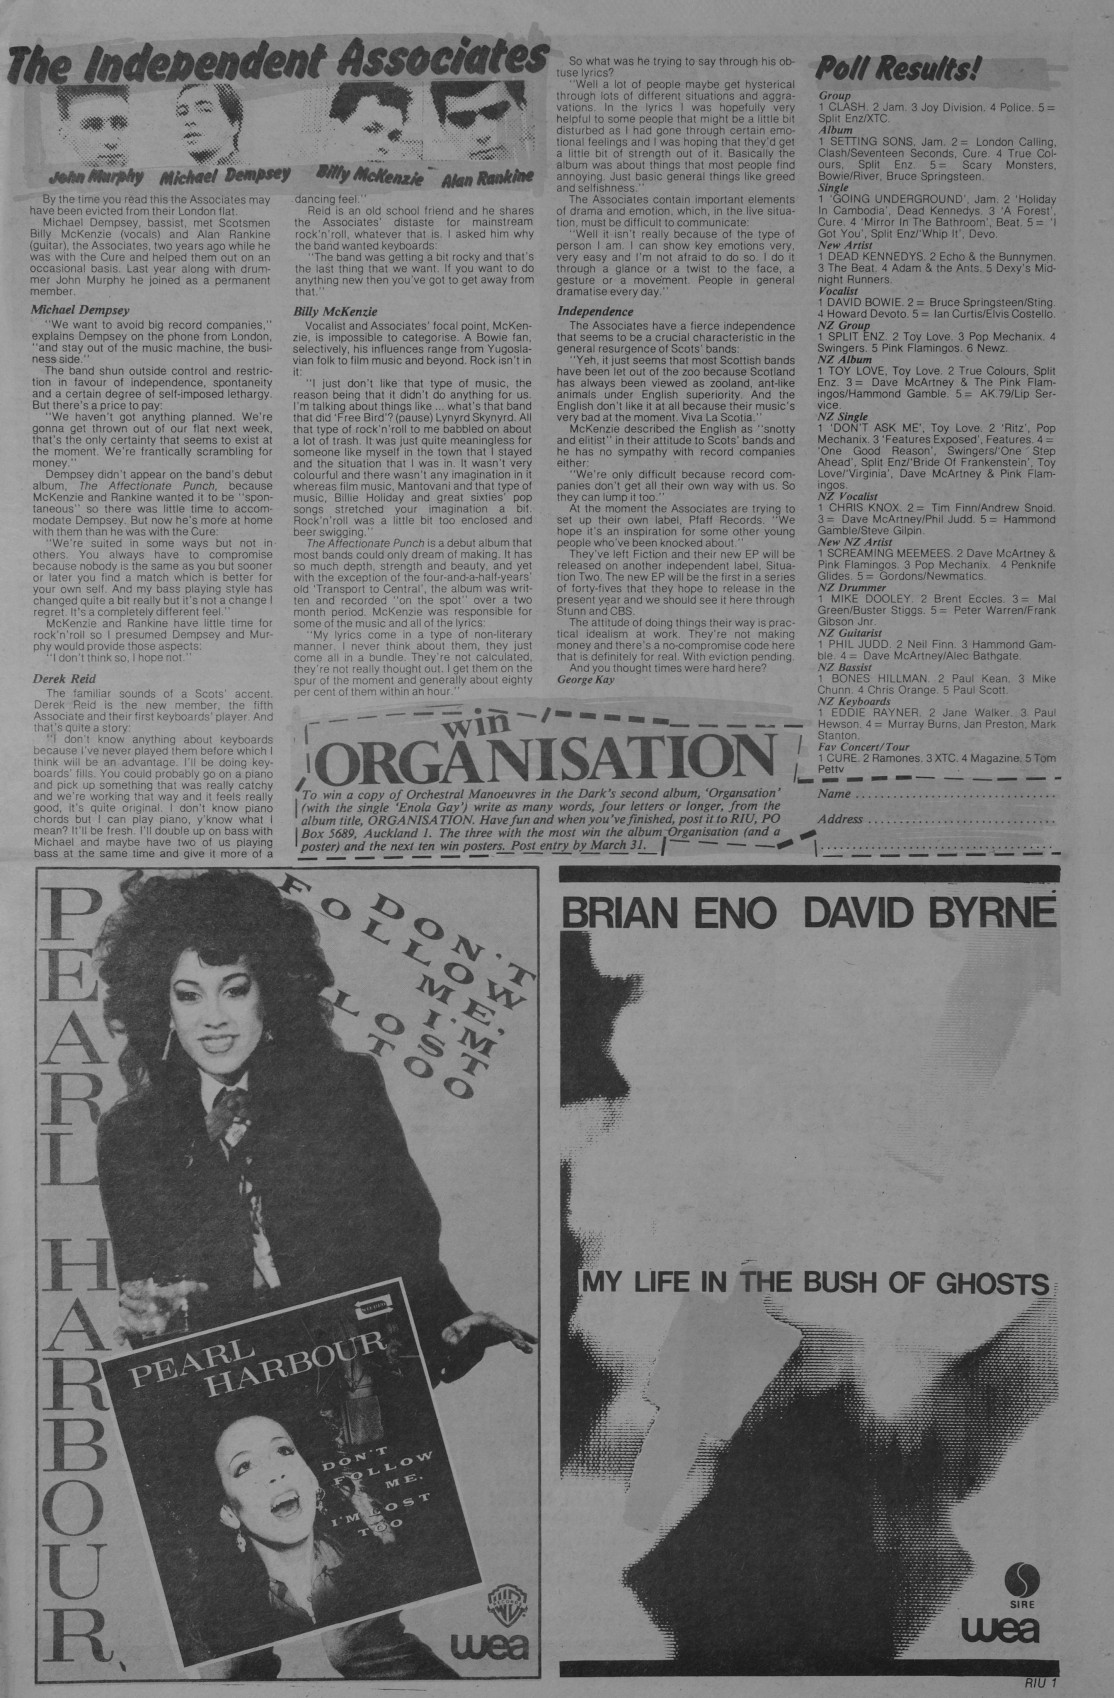 The Independent Associates
John Murphy Michael Dempsey Billy McKenzie Alan Rankine
By the time you read this the Associates may
have been evicted from their London flat.
Michael Dempsey, bassist, met Scotsmen
Billy McKenzie (vocals) and Alan Rankine
(guitar), the Associates, two years ago while he
was with the Cure and helped them out on an
occasional basis. Last year along with drum-
mer John Murphy he joined as a permanent
member.
Michael Dempsey
"We want to avoid big record companies,"
explains Dempsey on the phone from London,
"and stay out of the music machine, the busi-
ness side."
The band shun outside control and restric-
tion in favour of independence, spontaneity
and a certain degree of self-imposed lethargy.
But there's a price to pay:
"We haven't got anything planned. We're
gonna get thrown out of our flat next week,
that's the only certainty that seems to exist at
the moment. We're frantically scrambling for
money."
Dempsey didn't appear on the band's debut
album, The Affectionate Punch, because
McKenzie and Rankine wanted it to be "spon-
taneous" so there was little time to accom-
modate Dempsey. But now he's more at home
with them than he was with the Cure:
"We're suited in some ways but not in
others. You always have to compromise
because nobody is the same as you but sooner
or later you find a match which is better for
your own self. And my bass playing style has
changed quite a bit really but it's not a change I
regret. It's a completely different feel."
McKenzie and Rankine have little time for
rock'n'roll so I presumed Dempsey and Mur-
phy would provide those aspects:
"I don't think so, I hope not."
Derek Reid
The familiar sounds of a Scots' accent.
Derek Reid is the new member, the fifth
Associate and their first keyboards' player. And
that's quite a story:
"I don't know anything about keyboards
because I've never played them before which I
think will be an advantage. I'll be doing key-
boards' fills. You could probably go on a piano
and pick up something that was really catchy
and we're working that way and it feels really
good, it's quite original. I don't know piano
chords but I can play piano, y'know what I
mean? It'll be fresh. I'll double up on bass with
Michael and maybe have two of us playing
bass at the same time and give it more of a
dancing feel."
Reid is an old school friend and he shares
the Associates' distaste for mainstream
rock'n'roll, whatever that is. I asked him why
the band wanted keyboards:
"The band was getting a bit rocky and that's
the last thing that we want. If you want to do
anything new then you've got to get away from
that."
Billy McKenzie
Vocalist and Associates' focal point, McKen-
zie, is impossible to categorise. A Bowie fan,
selectively, his influences range from Yugosla-
vian folk to film music and beyond. Rock isn't in
it:
"I just don't like that type of music, the
reason being that it didn't do anything for us.
I'm talking about things like ... what's that band
that did 'Free Bird'? (pause) Lynyrd Skynyrd. All
that type of rock'n'roll to me babbled on about
a lot of trash. It was just quite meaningless for
someone like myself in the town that I stayed
and the situation that I was in. It wasn't very
colourful and there wasn't any imagination in it
whereas film music, Mantovani and that type of
music, Billie Holiday and great sixties' pop
songs stretched your imagination a bit.
Rock'n'roll was a little bit too enclosed and
beer swigging."
The Affectionate Punch is a debut album that
most bands could only dream of making. It has
so much depth, strength and beauty, and yet
with the exception of the four-and-a-half-years'
old 'Transport to Central', the album was writ-
ten and recorded "on the spot" over a two
month period. McKenzie was responsible for
some of the music and all of the lyrics:
"My lyrics come in a type of non-literary
manner. I never think about them, they just
come all in a bundle. They're not calculated,
they're not really thought out. I get them on the
spur of the moment and generally about eighty
per cent of them within an hour."
So what was he trying to say through his ob-
tuse lyrics?
"Well a lot of people maybe get hysterical
through lots of different situations and aggra-
vations. In the lyrics I was hopefully very
helpful to some people that might be a little bit
disturbed as I had gone through certain emo-
tional feelings and I was hoping that they'd get
a little bit of strength out of it. Basically the
album was about things that most people find
annoying. Just basic general things like greed
and selfishness."
The Associates contain important elements
of drama and emotion, which, in the live situa-
tion, must be difficult to communicate:
"Well it isn't really because of the type of
person I am. I can show key emotions very,
very easy and I'm not afraid to do so. I do it
through a glance or a twist to the face, a
gesture or a movement. People in general
dramatise every day."
Independence
The Associates have a fierce independence
that seems to be a crucial characteristic in the
general resurgence of Scots' bands:
"Yeh, it just seems that most Scottish bands
have been let out of the zoo because Scotland
has always been viewed as zooland, ant-like
animals under English superiority. And the
English don't like it at all because their music's
very bad at the moment. Viva La Scotia."
McKenzie described the English as "snotty
and elitist" in their attitude to Scots' bands and
he has no sympathy with record companies
either:
"We're only difficult because record com-
panies don't get all their own way with us. So
they can lump it too."
At the moment the Associates are trying to
set up their own label, Pfaff Records. "We
hope it's an inspiration for some other young
people who've been knocked about."
They've left Fiction and their new EP will be
released on another independent label, Situa-
tion Two. The new EP will be the first in a series
of forty-fives that they hope to release in the
present year and we should see it here through
Stunn and CBS.
The attitude of doing things their way is prac-
tical idealism at work. They're not making
money and there's a no-compromise code here
that is definitely for real. With eviction pending.
And you thought times were hard here?
George Kay
Poll Results!
Group
1 CLASH. 2 Jam. 3 Joy Division. 4 Police. 5 =
Split Enz/XTC.
Album
1 SETTING SONS, Jam. 2 = London Calling,
Clash/Seventeen Seconds, Cure. 4 True Col-
ours, Split Enz. 5 = Scary Monsters,
Bowie/River, Bruce Springsteen.
Single
1 'GOING UNDERGROUND', Jam. 2 'Holiday
In Cambodia', Dead Kennedys. 3 'A Forest',
Cure. 4 'Mirror In The Bathroom', Beat. 5 = 'I
Got You', Split Enz/'Whip It', Devo.
New Artist
1 DEAD KENNEDYS. 2 Echo & the Bunnymen.
3 The Beat. 4 Adam & the Ants. 5 Dexy's Mid-
night Runners.
Vocalist
1 DAVID BOWIE. 2 = Bruce Springsteen/Sting.
4 Howard Devoto. 5 = Ian Curtis/Elvis Costello.
NZ Group
1 SPLIT ENZ. 2 Toy Love. 3 Pop Mechanix. 4
Swingers. 5 Pink Flamingos. 6 Newz.
NZ Album
1 TOY LOVE, Toy Love. 2 True Colours, Split
Enz. 3 = Dave McArtney & The Pink Flam-
ingos/Hammond Gamble. 5 = AK.79/Lip Ser-
vice.
NZ Single
1 'DON'T ASK ME', Toy Love. 2 'Ritz', Pop
Mechanix. 3 'Features Exposed', Features. 4 =
'One Good Reason', Swingers/'One Step
Ahead', Split Enz/'Bride Of Frankenstein', Toy
Love/'Virginia', Dave McArtney & Pink Flam-
ingos.
NZ Vocalist
1 CHRIS KNOX. 2 = Tim Finn/Andrew Snoid.
3 = Dave McArtney/Phil Judd. 5 = Hammond
Gamble/Steve Gilpin.
New NZ Artist
1 SCREAMING MEEMEES. 2 Dave McArtney &
Pink Flamingos. 3 Pop Mechanix. 4 Penknife
Glides. 5 = Gordons/Newmatics.
NZ Drummer
1 MIKE DOOLEY. 2 Brent Eccles. 3 = Mal
Green/Buster Stiggs. 5 = Peter Warren/Frank
Gibson Jnr.
NZ Guitarist
1 PHIL JUDD. 2 Neil Finn. 3 Hammond Gam-
ble. 4 = Dave McArtney/Alec Bathgate.
NZ Bassist
1 BONES HILLMAN. 2 Paul Kean. 3 Mike
Chunn. 4 Chris Orange. 5 Paul Scott.
NZ Keyboards
1 EDDIE RAYNER. 2 Jane Walker. 3 Paul
Hewson. 4 = Murray Burns, Jan Preston, Mark
Stanton.
Fav Concert/Tour
1 CURE. 2 Ramones. 3 XTC. 4 Magazine. 5 Tom
Petty
win
ORGANISATION
To win a copy of Orchestral Manoeuvres in the Dark's second album, 'Organsation'
(with the single 'Enola Gay') write as many words, four letters or longer, from the
album title, ORGANISATION. Have fun and when you've finished, post it to RIU, PO
Box 5689, Auckland 1. The three with the most win the album Organisation (and a
poster) and the next ten win posters. Post entry by March 31.
Name
Address
PEARL HARBOUR
DON'T
FOLLOW
ME,
I'M
LOST
TOO
STEREO
PEARL
HARBOUR
DON'T
FOLLOW
ME,
I'M LOST
TOO
wea
BRIAN ENO DAVID BYRNE
MY LIFE IN THE BUSH OF GHOSTS
SIRE
wea
RIU 1